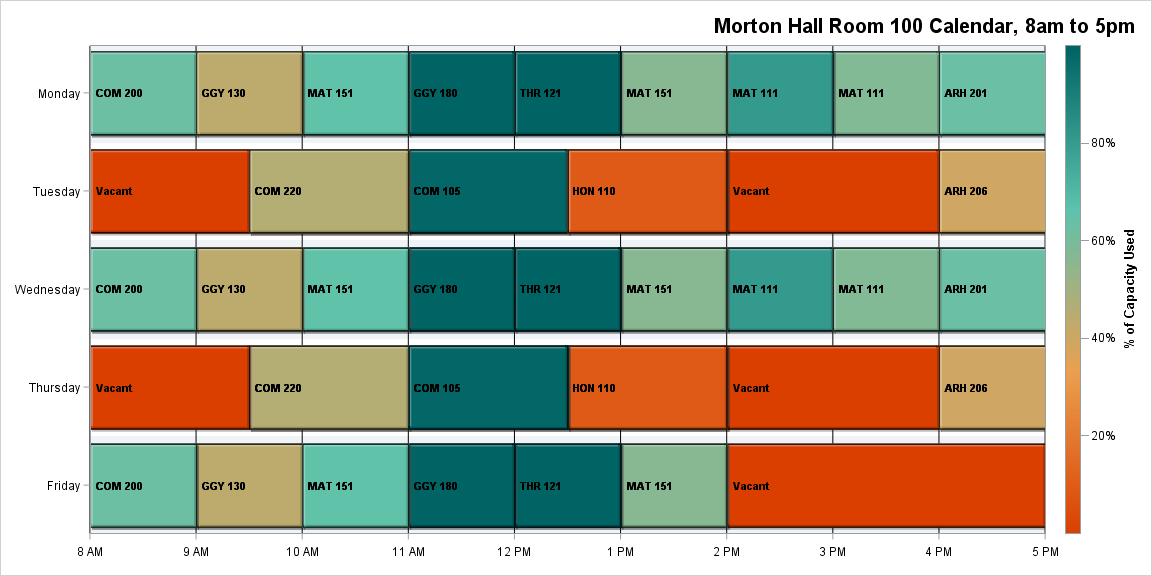 Morton Hall Room 100 Calendar, 8am to 5pm
Monday
COM 200
GGY 130
MAT 151
GGY 180
THR 121
MAT 151
MAT 111
MAT 111
ARH 201
Tuesday
Vacant
COM 220
COM 105
HON 110
Vacant
ARH 206
Wednesday
COM 200
GGY 130
MAT 151
GGY 180
THR 121
MAT 151
MAT 111
MAT 111
ARH 201
Thursday
Vacant
COM 220
COM 105
HON 110
Vacant
ARH 206
Friday
COM 200
GGY 130
MAT 151
GGY 180
THR 121
MAT 151
Vacant
8 AM
9 AM
10 AM
11 AM
12 PM
1 PM
2 PM
3 PM
4 PM
5 PM
80%
60%
40%
20%
% of Capacity Used